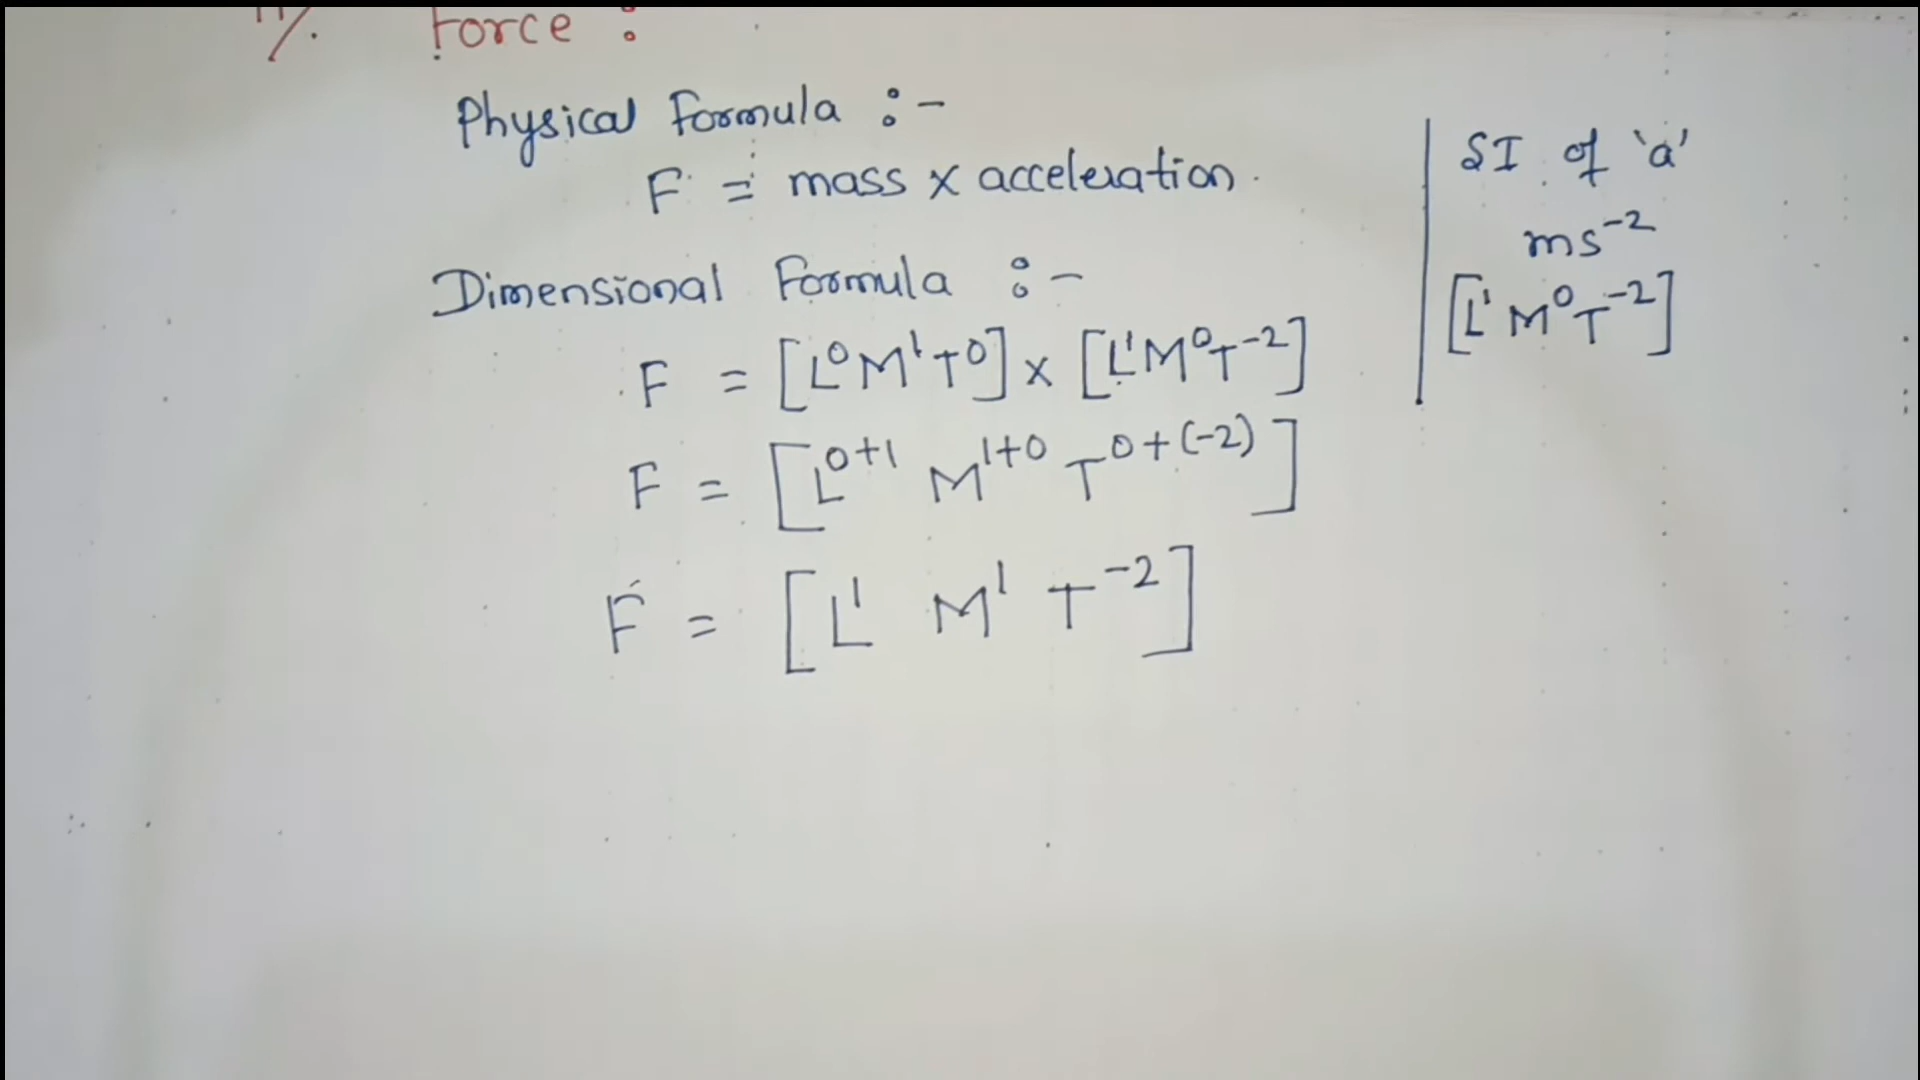 Force :
Physical Formula :-
F = mass x acceleration.
Dimensional Formula :-
F = [L⁰M¹T⁰] x [L¹M⁰T⁻²]
F = [L⁰⁺¹ M¹⁺⁰ T⁰⁺⁽⁻²⁾]
F = [L¹ M¹ T⁻²]
SI of 'a'
ms⁻²
[L¹M⁰T⁻²]